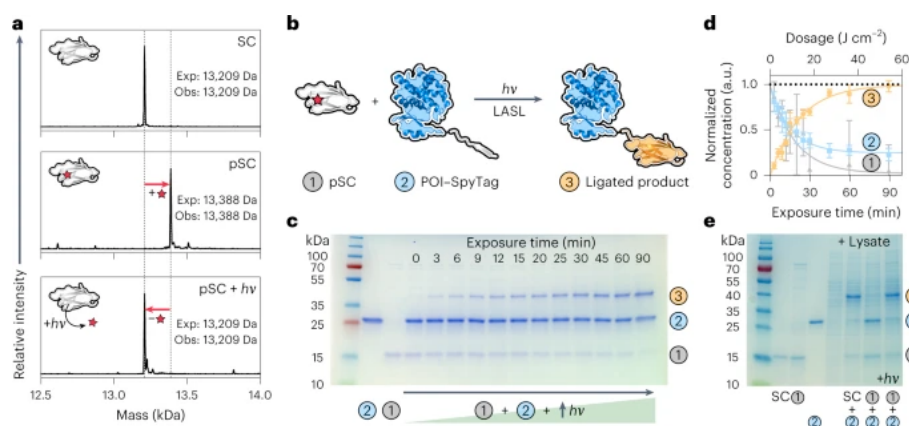 a
Relative intensity
SC
Exp: 13,209 Da
Obs: 13,209 Da
pSC
+
Exp: 13,388 Da
Obs: 13,388 Da
pSC + hν
+hν
−
Exp: 13,209 Da
Obs: 13,209 Da
12.5 13.0 13.5 14.0
Mass (kDa)
b
+
hν
LASL
1 pSC
2 POI–SpyTag
3 Ligated product
c
Exposure time (min)
kDa
0 3 6 9 12 15 20 25 30 45 60 90
100
70
55
35
25
15
10
3
2
1
2 1
1 + 2 + hν
d
Dosage (J cm−2)
0 20 40 60
Normalized
concentration (a.u.)
1.0
0.5
0
3
2
1
0 30 60 90
Exposure time (min)
e
kDa
+ Lysate
100
70
55
40
35
25
15
10
+hν
SC 1
2
SC 1 1
+ + +
2 2 2